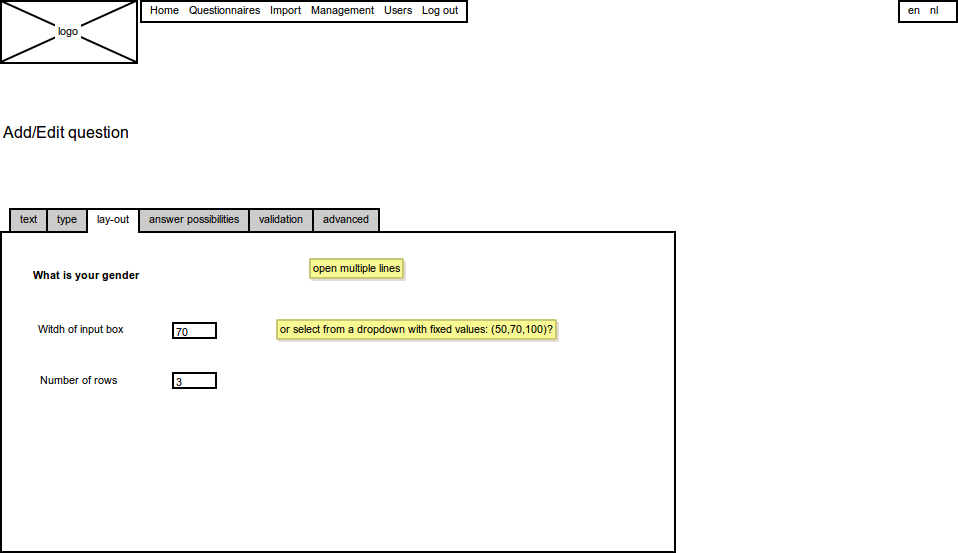 logo
Home Questionnaires Import Management Users Log out
en nl
Add/Edit question
text type lay-out answer possibilities validation advanced
open multiple lines
What is your gender
Witdh of input box 70 or select from a dropdown with fixed values: (50,70,100)?
Number of rows 3